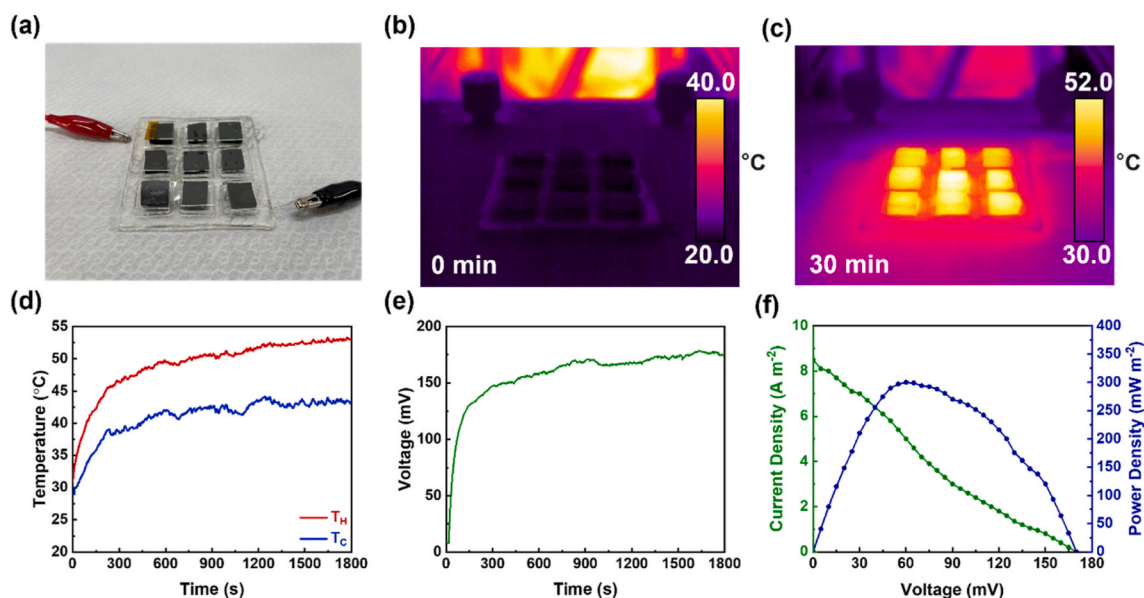 (a)
(b)
40.0
°C
20.0
0 min
(c)
52.0
°C
30.0
30 min
(d)
Temperature (°C)
55
50
45
40
35
30
25
20
T_H
T_C
0 300 600 900 1200 1500 1800
Time (s)
(e)
Voltage (mV)
200
150
100
50
0
0 300 600 900 1200 1500 1800
Time (s)
(f)
Current Density (A m⁻²)
10
8
6
4
2
0
400
350
300
250
200
150
100
50
0
Power Density (mW m⁻²)
0 30 60 90 120 150 180
Voltage (mV)